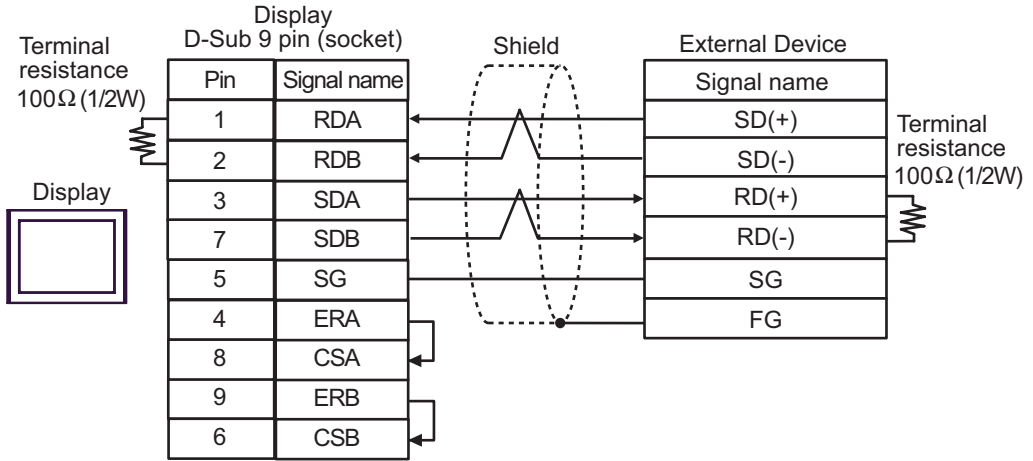 Display
D-Sub 9 pin (socket)
Terminal
resistance
100Ω (1/2W)
Shield
External Device
Pin Signal name
Signal name
1 RDA
SD(+)
2 RDB
SD(-)
3 SDA
RD(+)
7 SDB
RD(-)
5 SG
SG
4 ERA
FG
8 CSA
9 ERB
6 CSB
Display
Terminal
resistance
100Ω (1/2W)